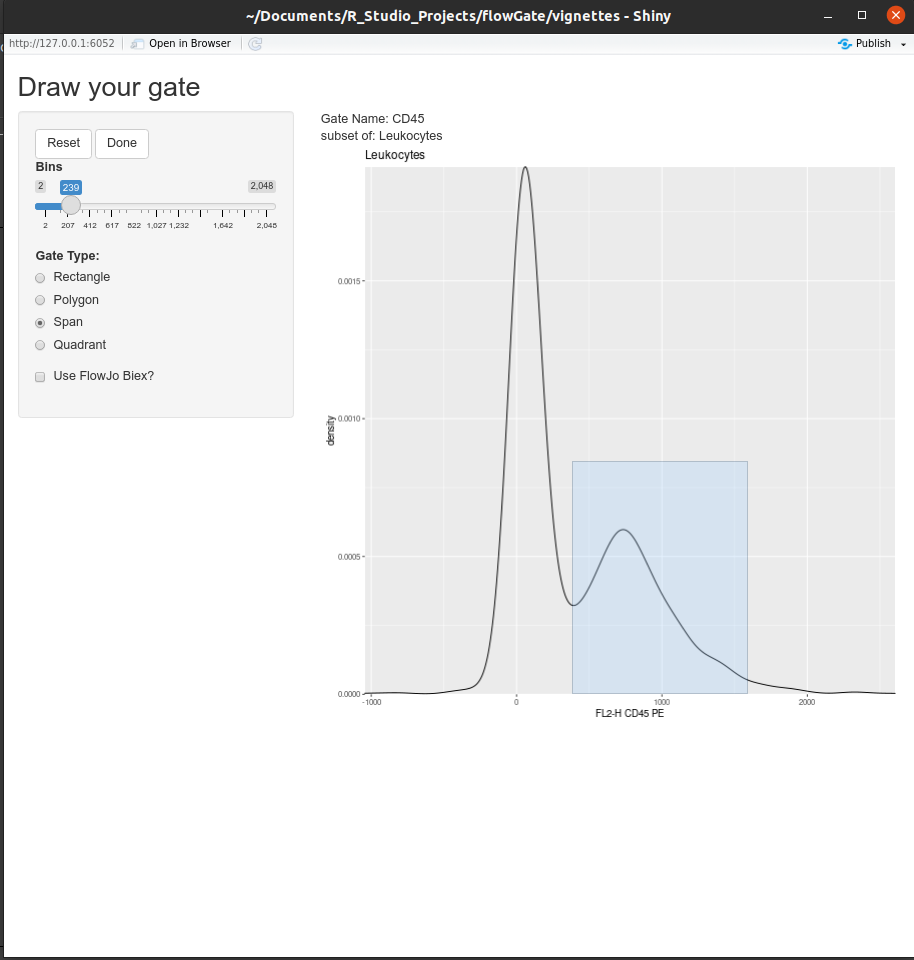 ~/Documents/R_Studio_Projects/flowGate/vignettes - Shiny
http://127.0.0.1:6052 Open in Browser Publish
Draw your gate
Reset Done
Bins
2 239 2,048
2 207 412 617 822 1,027 1,232 1,642 2,048
Gate Type:
Rectangle
Polygon
Span
Quadrant
Use FlowJo Biex?
Gate Name: CD45
subset of: Leukocytes
Leukocytes
0.0015
0.0010
density
0.0005
0.0000
-1000 0 1000 2000
FL2-H CD45 PE